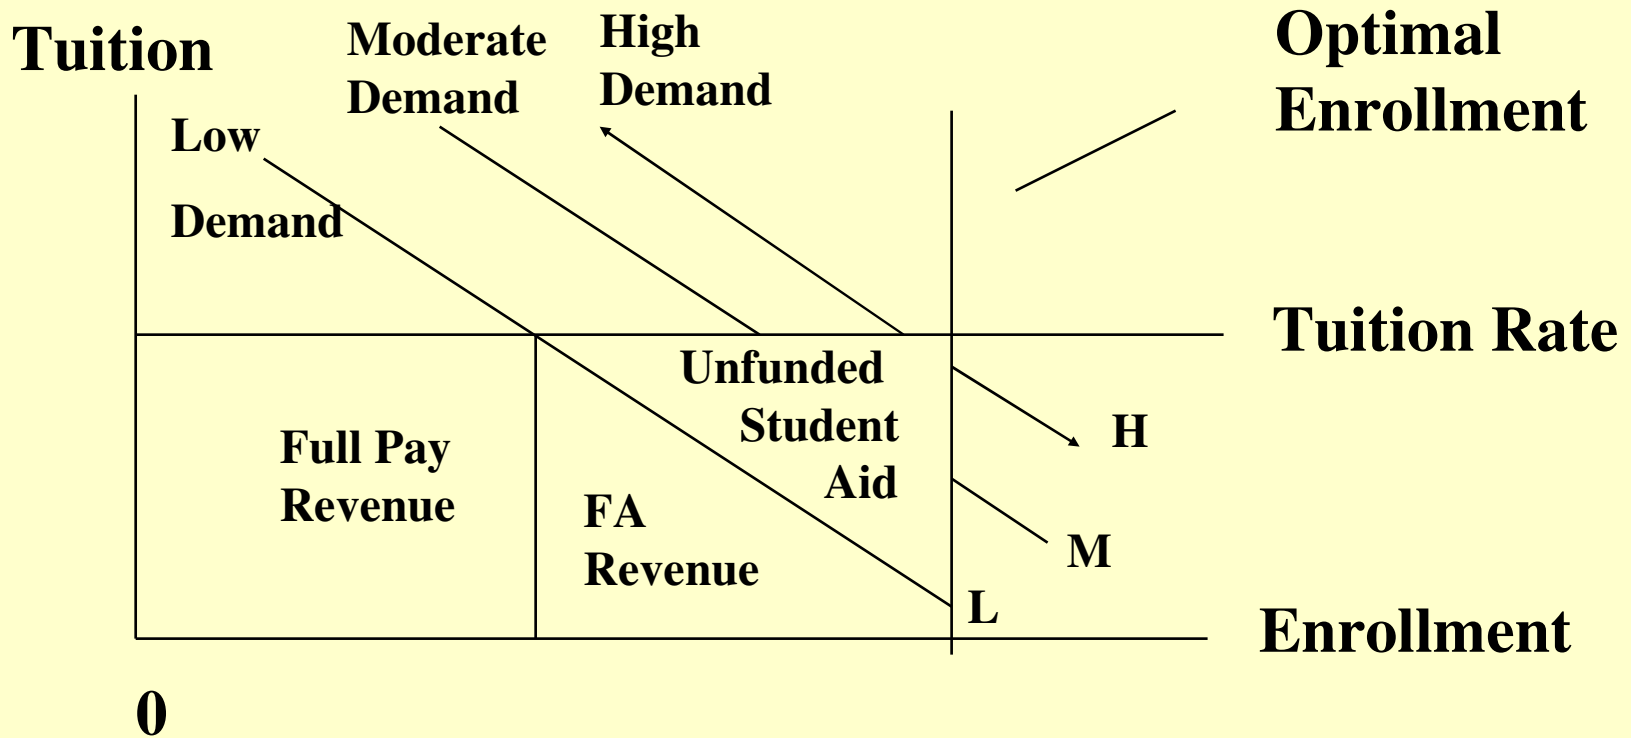 Tuition
Moderate
Demand
High
Demand
Optimal
Enrollment
Low
Demand
Tuition Rate
Unfunded
Student
Aid
Full Pay
Revenue
FA
Revenue
H
M
L
Enrollment
0